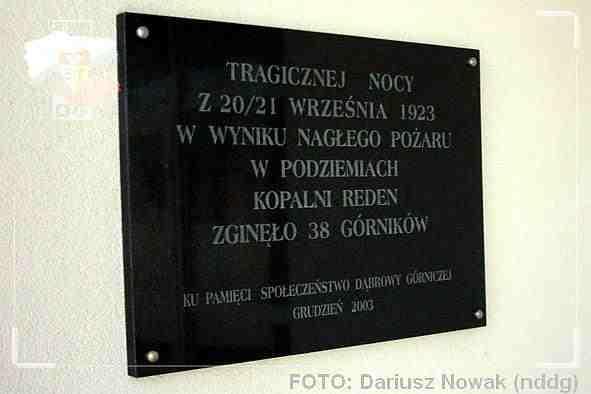 TRAGICZNEJ NOCY
Z 20/21 WRZEŚNIA 1923
W WYNIKU NAGŁEGO POŻARU
W PODZIEMIACH
KOPALNI REDEN
ZGINĘŁO 38 GÓRNIKÓW
KU PAMIĘCI SPOŁECZEŃSTWO DĄBROWY GÓRNICZEJ
GRUDZIEŃ 2003
FOTO: Dariusz Nowak (nddg)